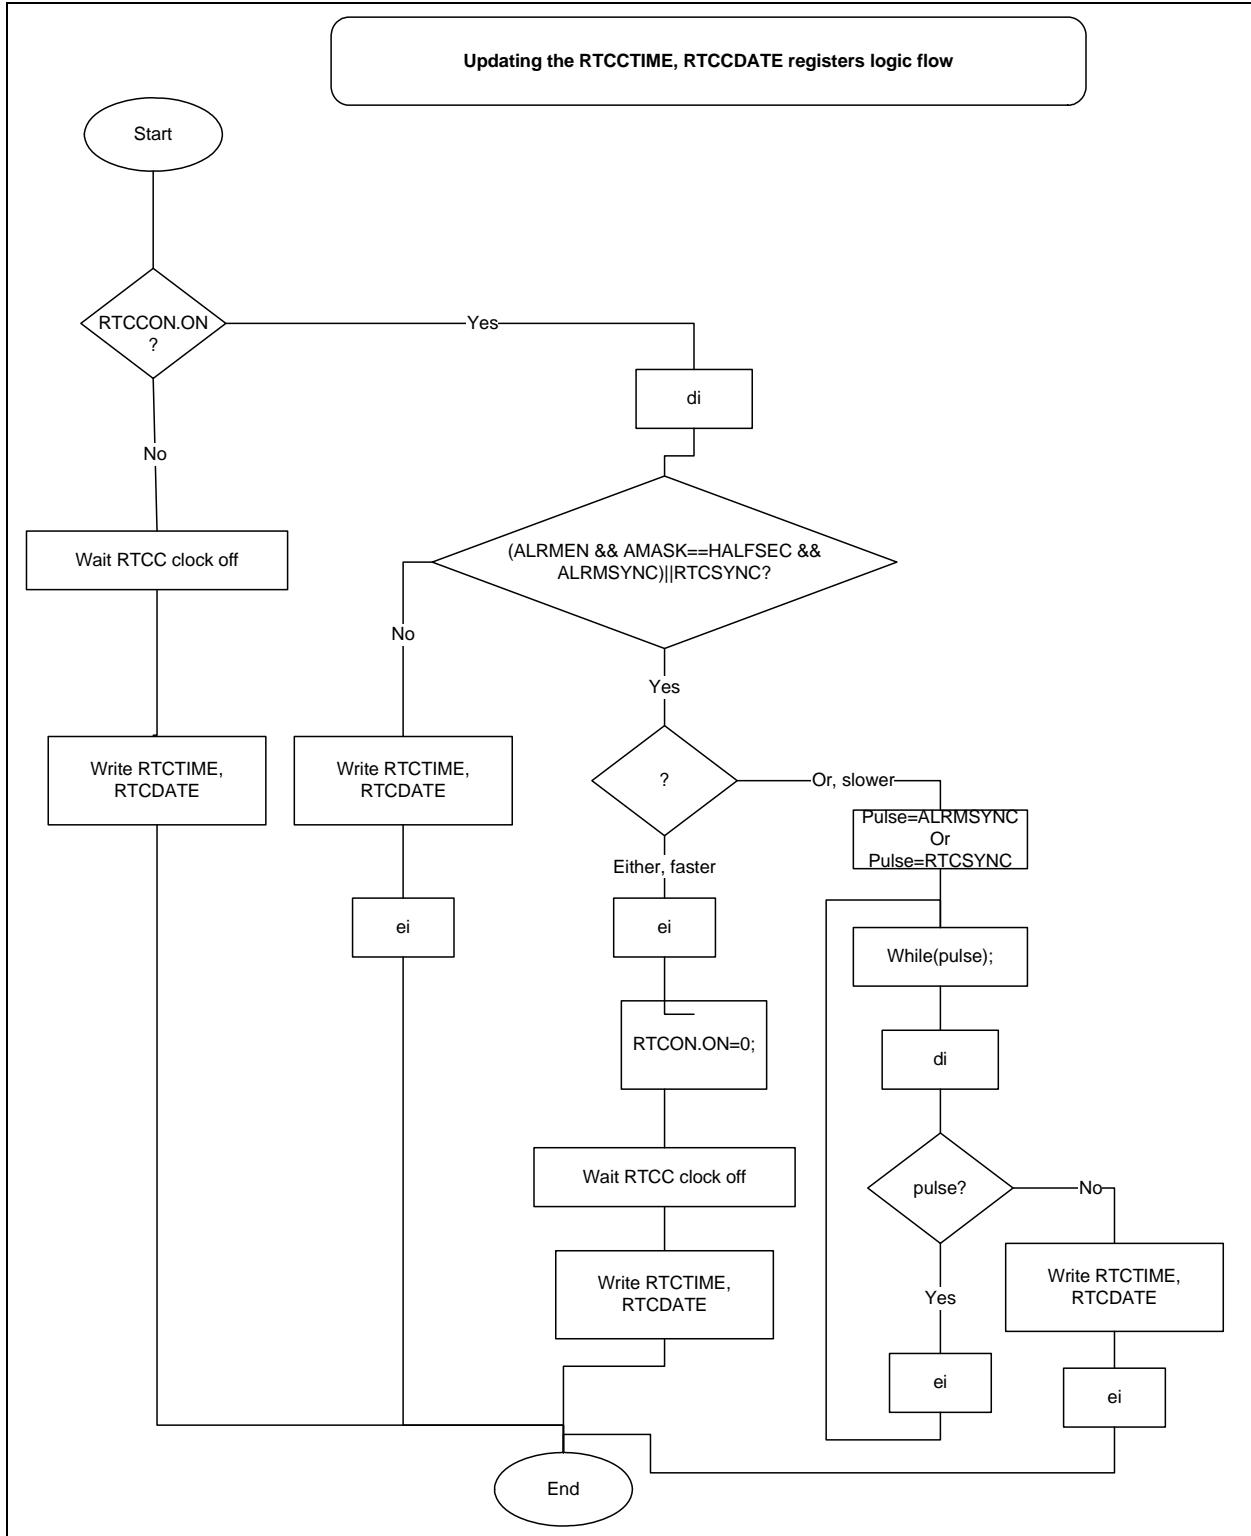 Updating the RTCCTIME, RTCCDATE registers logic flow
Start
RTCCON.ON
?
Yes
di
No
Wait RTCC clock off
(ALRMEN && AMASK==HALFSEC &&
ALRMSYNC)||RTCSYNC?
No
Yes
Write RTCTIME,
RTCDATE
Write RTCTIME,
RTCDATE
?
Or, slower
Pulse=ALRMSYNC
Or
Pulse=RTCSYNC
Either, faster
ei
ei
While(pulse);
RTCON.ON=0;
di
Wait RTCC clock off
pulse?
No
Write RTCTIME,
RTCDATE
Yes
Write RTCTIME,
RTCDATE
ei
ei
End